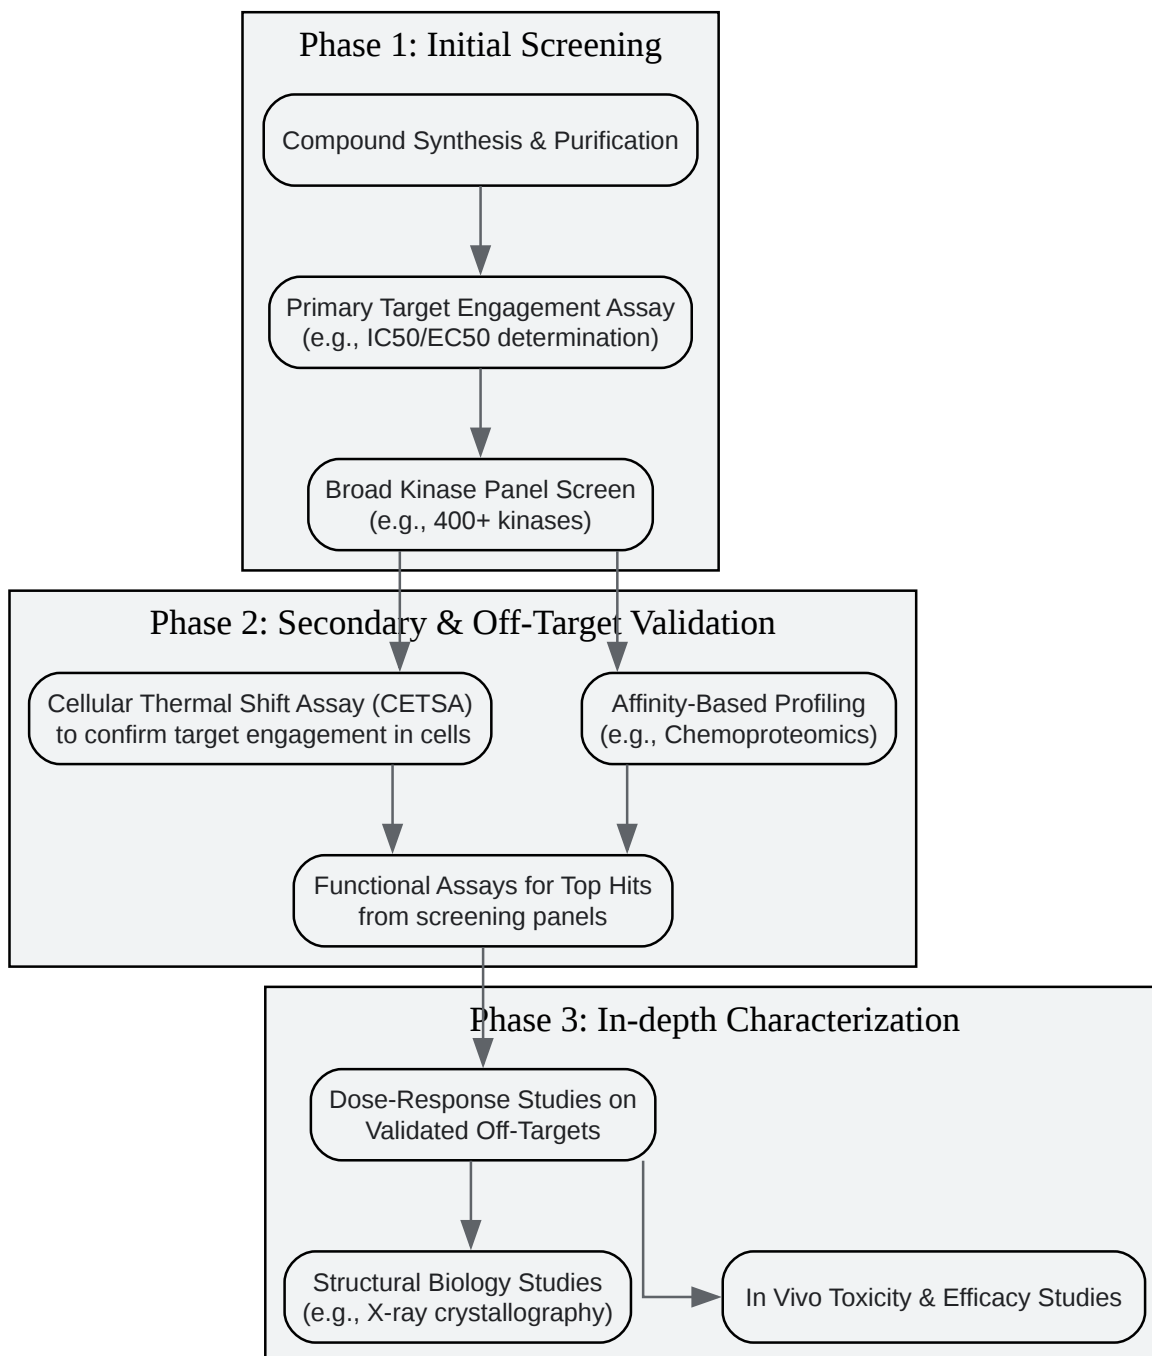 Phase 1: Initial Screening
Compound Synthesis & Purification
Primary Target Engagement Assay
(e.g., IC50/EC50 determination)
Broad Kinase Panel Screen
(e.g., 400+ kinases)
Phase 2: Secondary & Off-Target Validation
Cellular Thermal Shift Assay (CETSA)
to confirm target engagement in cells
Affinity-Based Profiling
(e.g., Chemoproteomics)
Functional Assays for Top Hits
from screening panels
Phase 3: In-depth Characterization
Dose-Response Studies on
Validated Off-Targets
Structural Biology Studies
(e.g., X-ray crystallography)
In Vivo Toxicity & Efficacy Studies